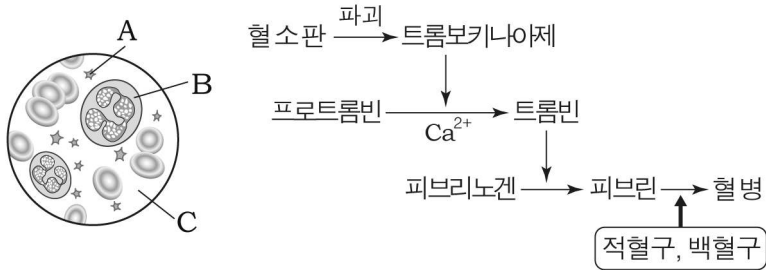 A
B
C
혈소판 파괴 트롬보키나아제
프로트롬빈 Ca2+ 트롬빈
피브리노겐 피브린 혈병
적혈구, 백혈구